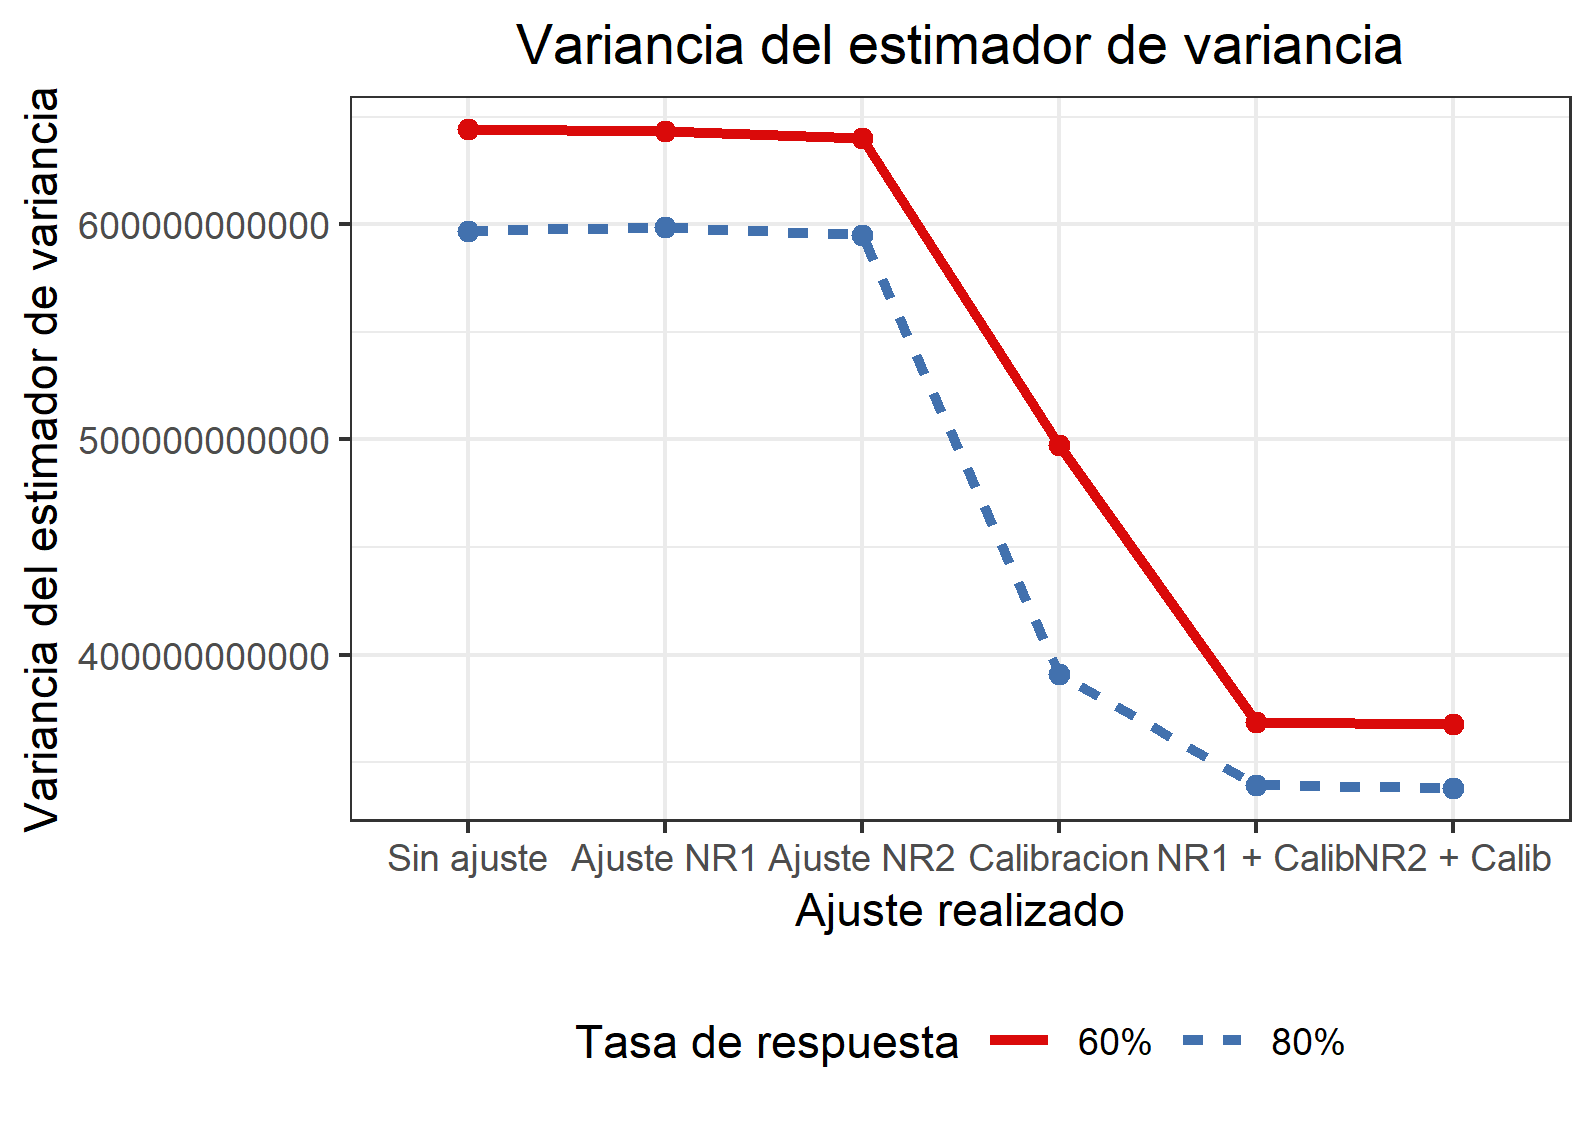 Variancia del estimador de variancia
Variancia del estimador de variancia
600000000000
500000000000
400000000000
Sin ajuste Ajuste NR1 Ajuste NR2 Calibracion NR1 + Calib NR2 + Calib
Ajuste realizado
Tasa de respuesta 60% 80%